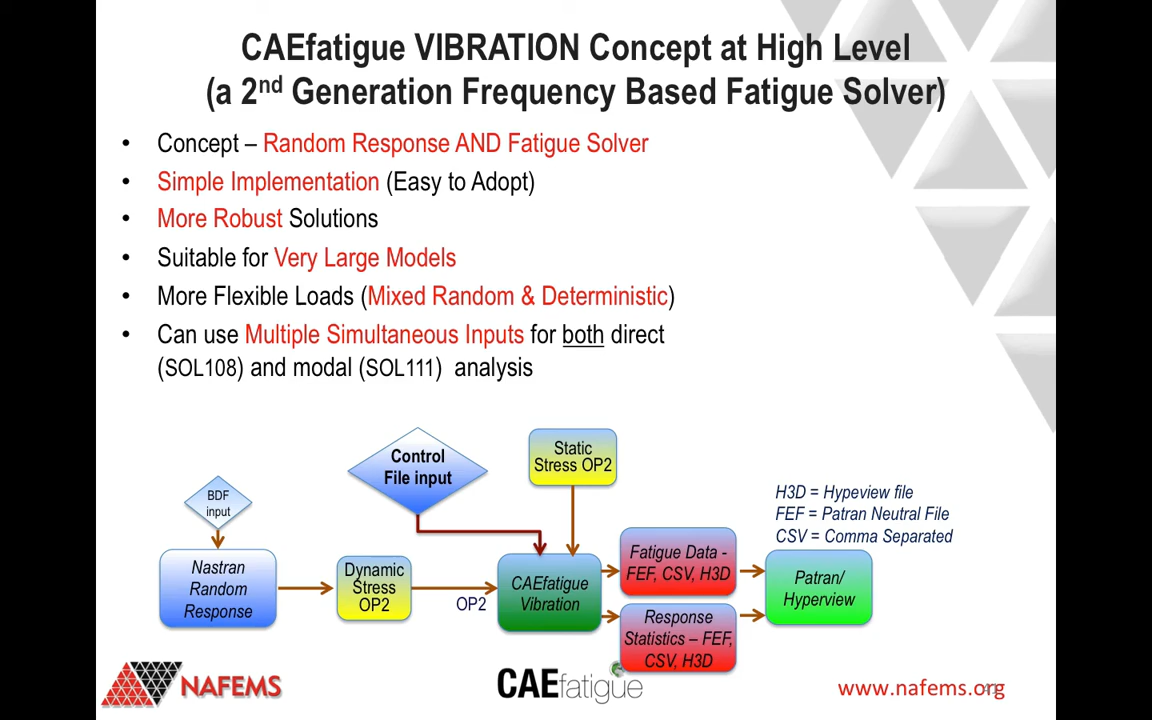 CAEfatigue VIBRATION Concept at High Level
(a 2nd Generation Frequency Based Fatigue Solver)
• Concept – Random Response AND Fatigue Solver
• Simple Implementation (Easy to Adopt)
• More Robust Solutions
• Suitable for Very Large Models
• More Flexible Loads (Mixed Random & Deterministic)
• Can use Multiple Simultaneous Inputs for both direct
(SOL108) and modal (SOL111) analysis
BDF
input
Nastran
Random
Response
Dynamic
Stress
OP2
OP2
Control
File input
Static
Stress OP2
CAEfatigue
Vibration
Fatigue Data -
FEF, CSV, H3D
Response
Statistics – FEF,
CSV, H3D
H3D = Hypeview file
FEF = Patran Neutral File
CSV = Comma Separated
Patran/
Hyperview
NAFEMS
CAEfatigue
www.nafems.org